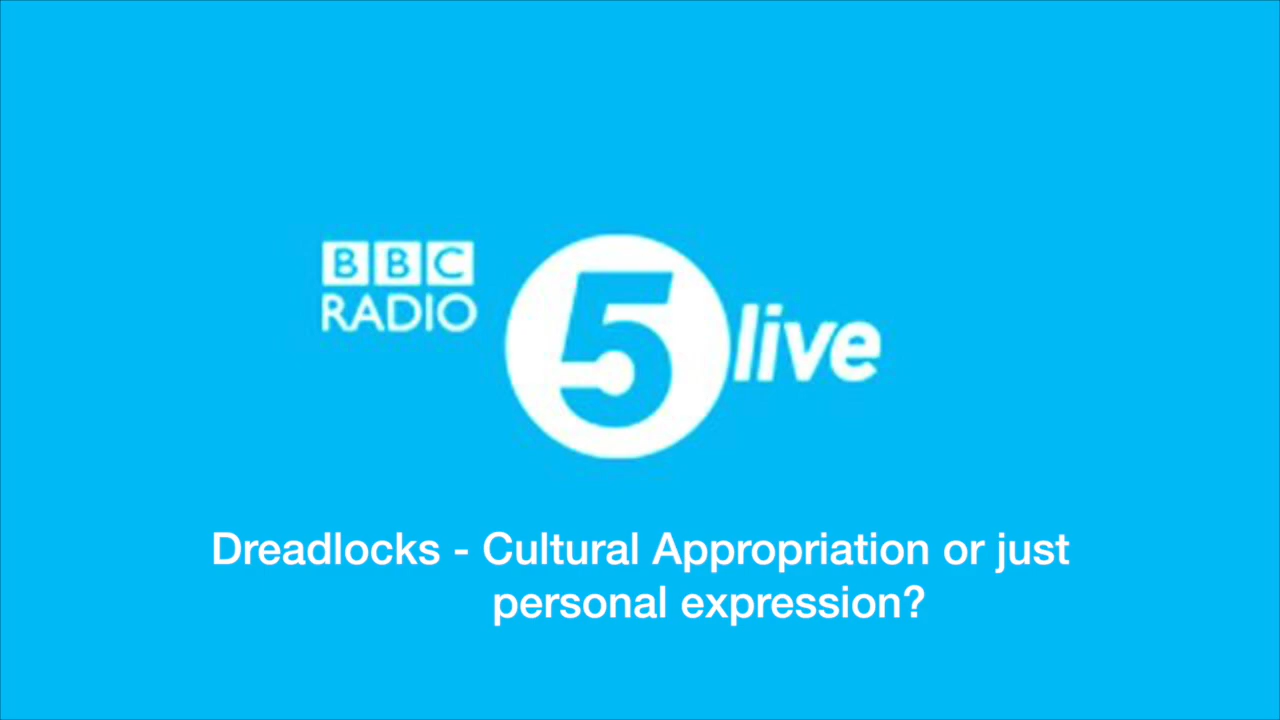 BBC
RADIO
5 live
Dreadlocks - Cultural Appropriation or just
personal expression?